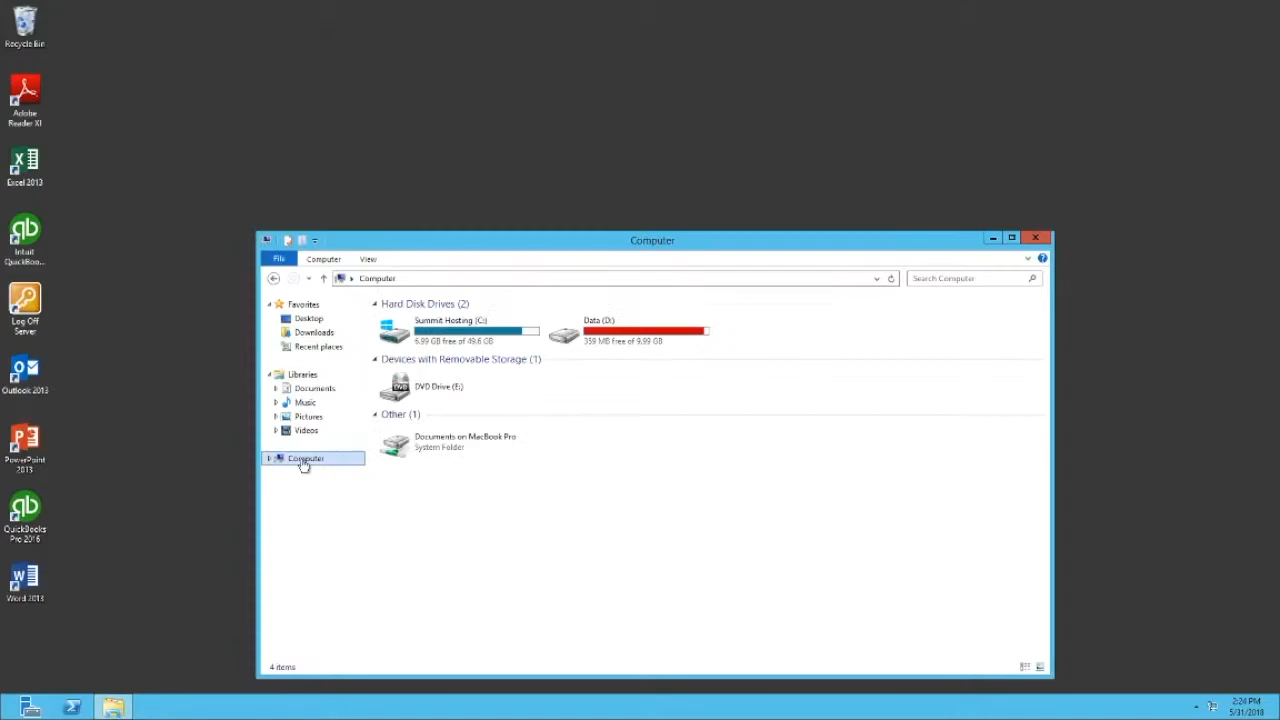 Recycle Bin
Adobe
Reader XI
Excel 2013
Intuit
QuickBoo...
Log Off
Server
Outlook 2013
PowerPoint
2013
QuickBooks
Pro 2016
Word 2013
Computer
File
Computer
View
Computer
Search Computer
Favorites
Desktop
Downloads
Recent places
Libraries
Documents
Music
Pictures
Videos
Computer
Hard Disk Drives (2)
Summit Hosting (C:)
6.99 GB free of 49.6 GB
Data (D:)
359 MB free of 9.99 GB
Devices with Removable Storage (1)
DVD
DVD Drive (E:)
Other (1)
Documents on MacBook Pro
System Folder
4 items
2:24 PM
5/31/2018